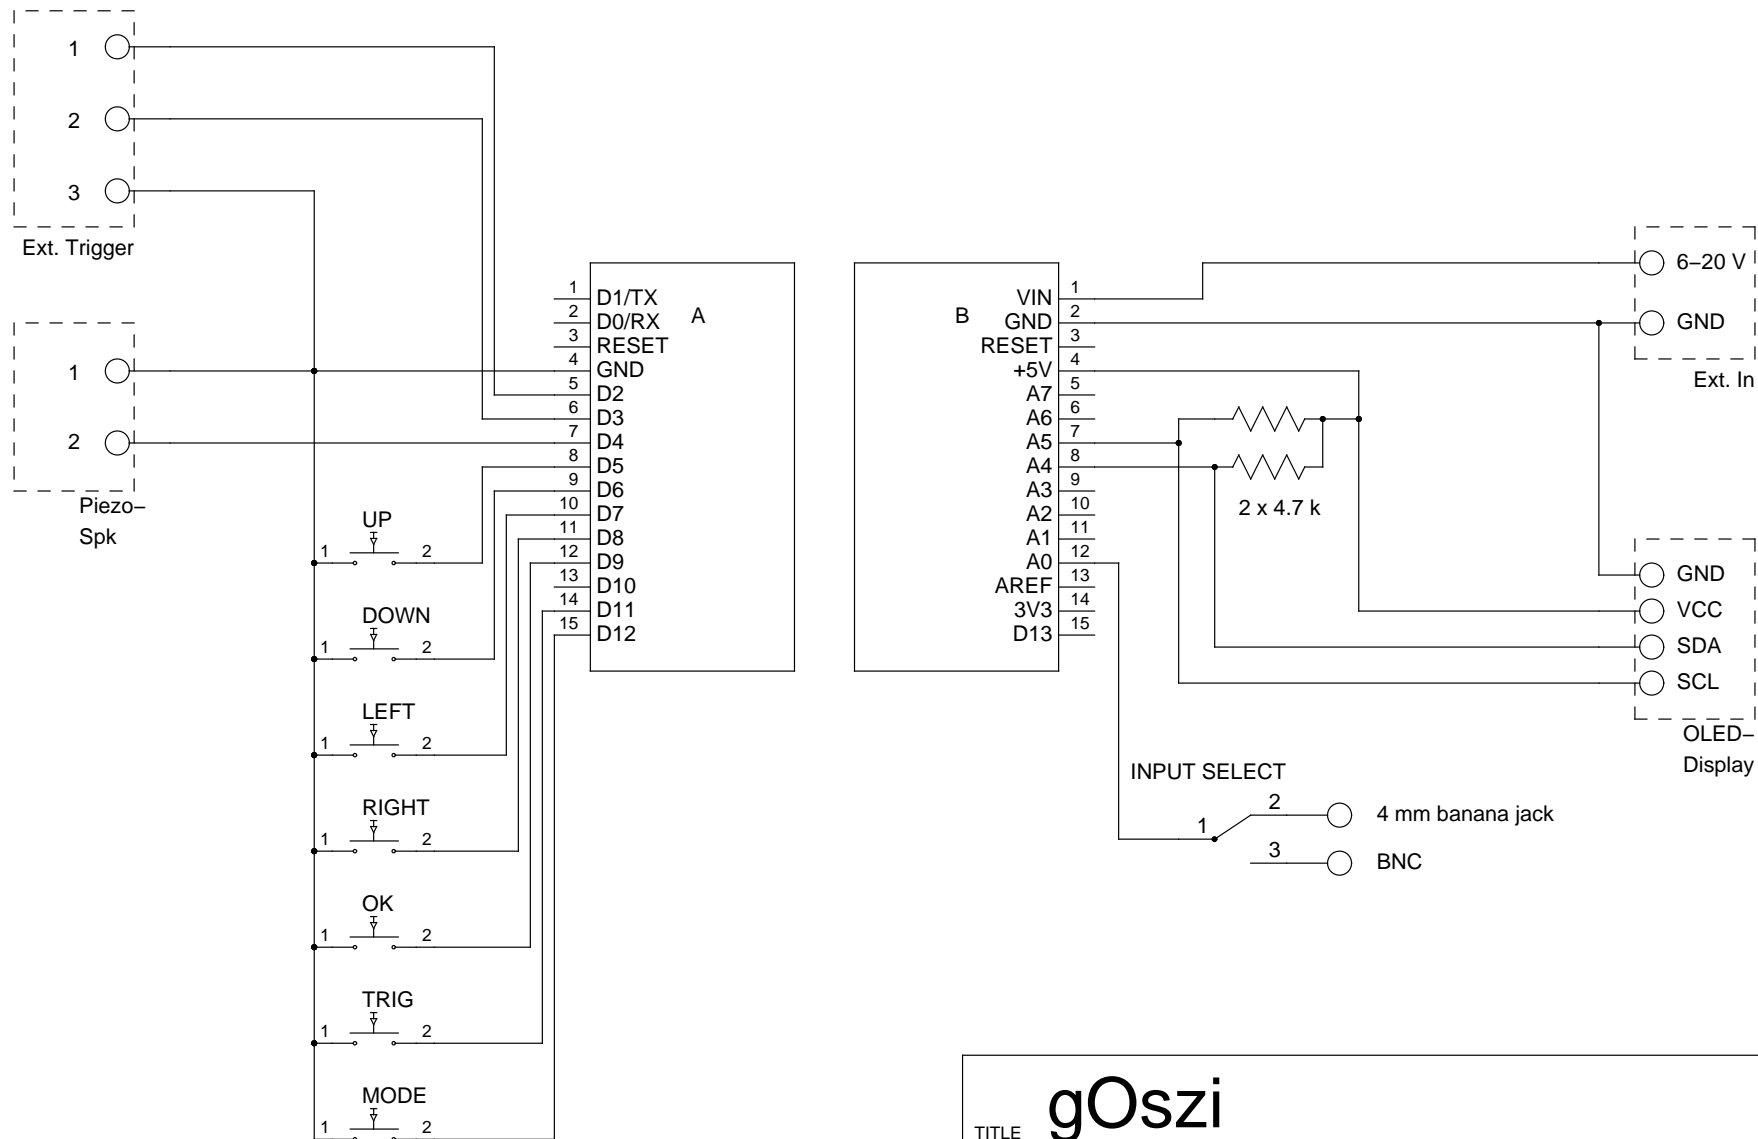 1
2
3
Ext. Trigger
1
2
Piezo–
Spk
1 D1/TX
2 D0/RX
3 RESET
4 GND
5 D2
6 D3
7 D4
8 D5
9 D6
10 D7
11 D8
12 D9
13 D10
14 D11
15 D12
A
B
VIN 1
GND 2
RESET 3
+5V 4
A7 5
A6 6
A5 7
A4 8
A3 9
A2 10
A1 11
A0 12
AREF 13
3V3 14
D13 15
2 x 4.7 k
6–20 V
GND
Ext. In
GND
VCC
SDA
SCL
OLED–
Display
UP
1 2
DOWN
1 2
LEFT
1 2
RIGHT
1 2
OK
1 2
TRIG
1 2
MODE
1 2
INPUT SELECT
1
2 4 mm banana jack
3 BNC
TITLE gOszi